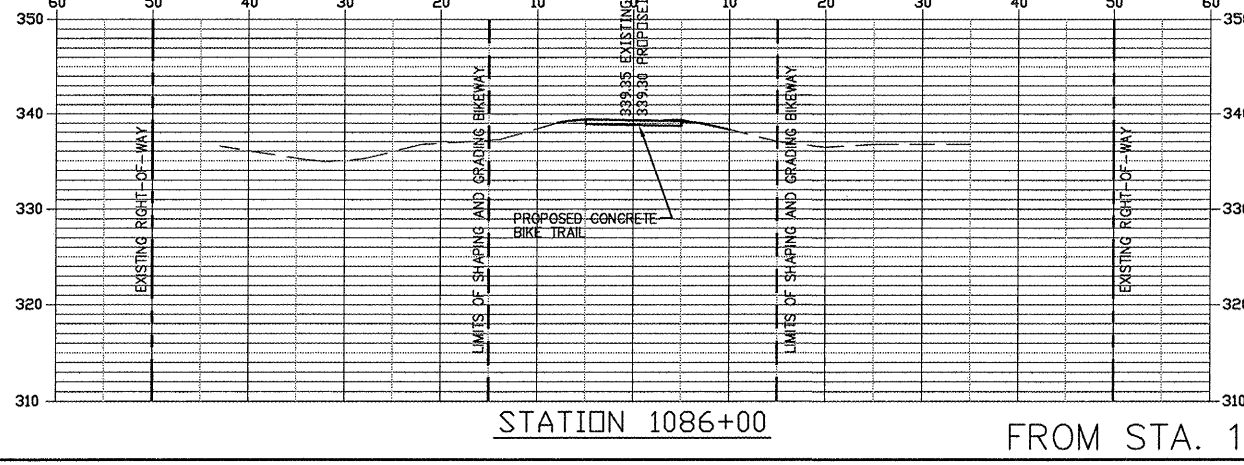 60 50 40 30 20 10 0 10 20 30 40 50 60
350 350
340 340
330 330
320 320
310 310
EXISTING RIGHT-OF-WAY
LIMITS OF SHAPING AND GRADING BIKEWAY
339.35 EXISTING
339.30
PROPOSED CONCRETE
BIKE TRAIL
LIMITS OF SHAPING AND GRADING BIKEWAY
EXISTING RIGHT-OF-WAY
STATION 1086+00
FROM STA. 1